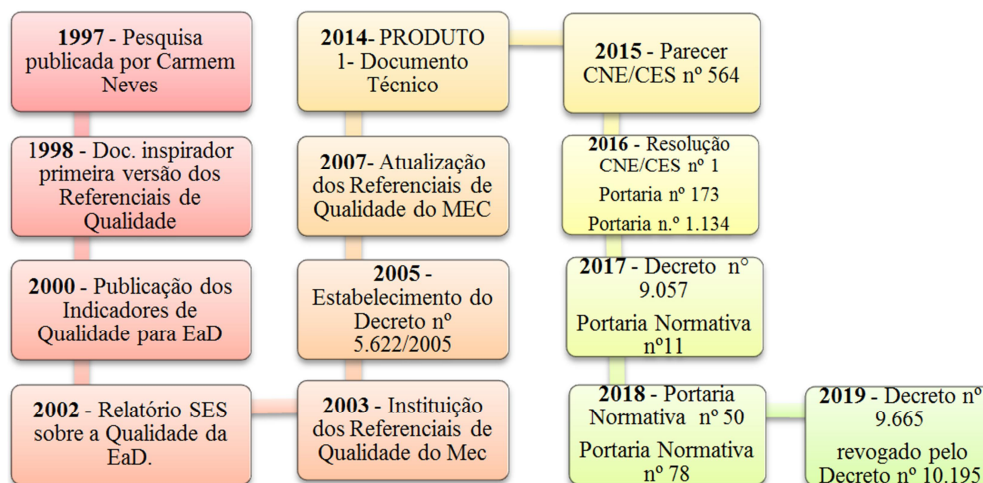 1997 - Pesquisa
publicada por Carmem
Neves
1998 - Doc. inspirador
primeira versão dos
Referenciais de
Qualidade
2000 - Publicação dos
Indicadores de
Qualidade para EaD
2002 - Relatório SES
sobre a Qualidade da
EaD.
2003 - Instituição
dos Referenciais de
Qualidade do Mec
2005 -
Estabelecimento do
Decreto nº
5.622/2005
2007- Atualização
dos Referenciais de
Qualidade do MEC
2014- PRODUTO
1- Documento
Técnico
2015 - Parecer
CNE/CES nº 564
2016 - Resolução
CNE/CES nº 1
Portaria nº 173
Portaria n.º 1.134
2017 - Decreto n°
9.057
Portaria Normativa
nº11
2018 - Portaria
Normativa nº 50
Portaria Normativa
nº 78
2019 - Decreto nº
9.665
revogado pelo
Decreto nº 10.195